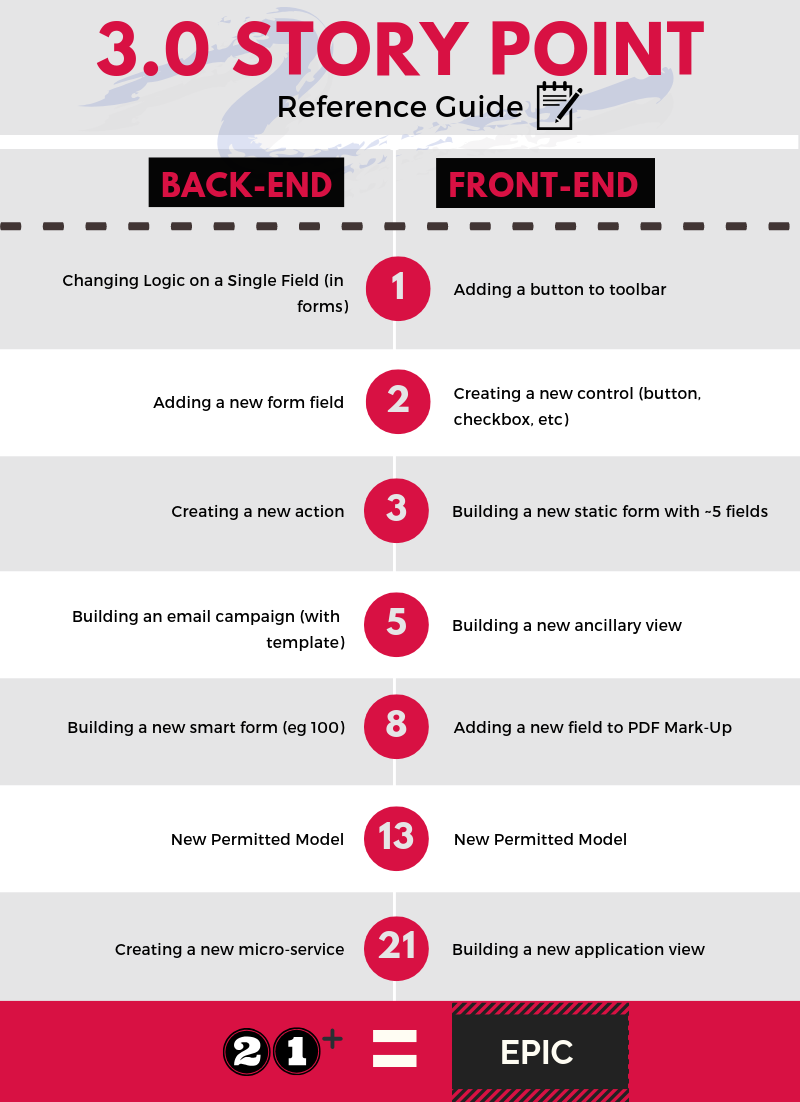 3.0 STORY POINT
Reference Guide
BACK-END
FRONT-END
Changing Logic on a Single Field (in
forms)
1
Adding a button to toolbar
Adding a new form field
2
Creating a new control (button,
checkbox, etc)
Creating a new action
3
Building a new static form with ~5 fields
Building an email campaign (with
template)
5
Building a new ancillary view
Building a new smart form (eg 100)
8
Adding a new field to PDF Mark-Up
New Permitted Model
13
New Permitted Model
Creating a new micro-service
21
Building a new application view
21+ = EPIC